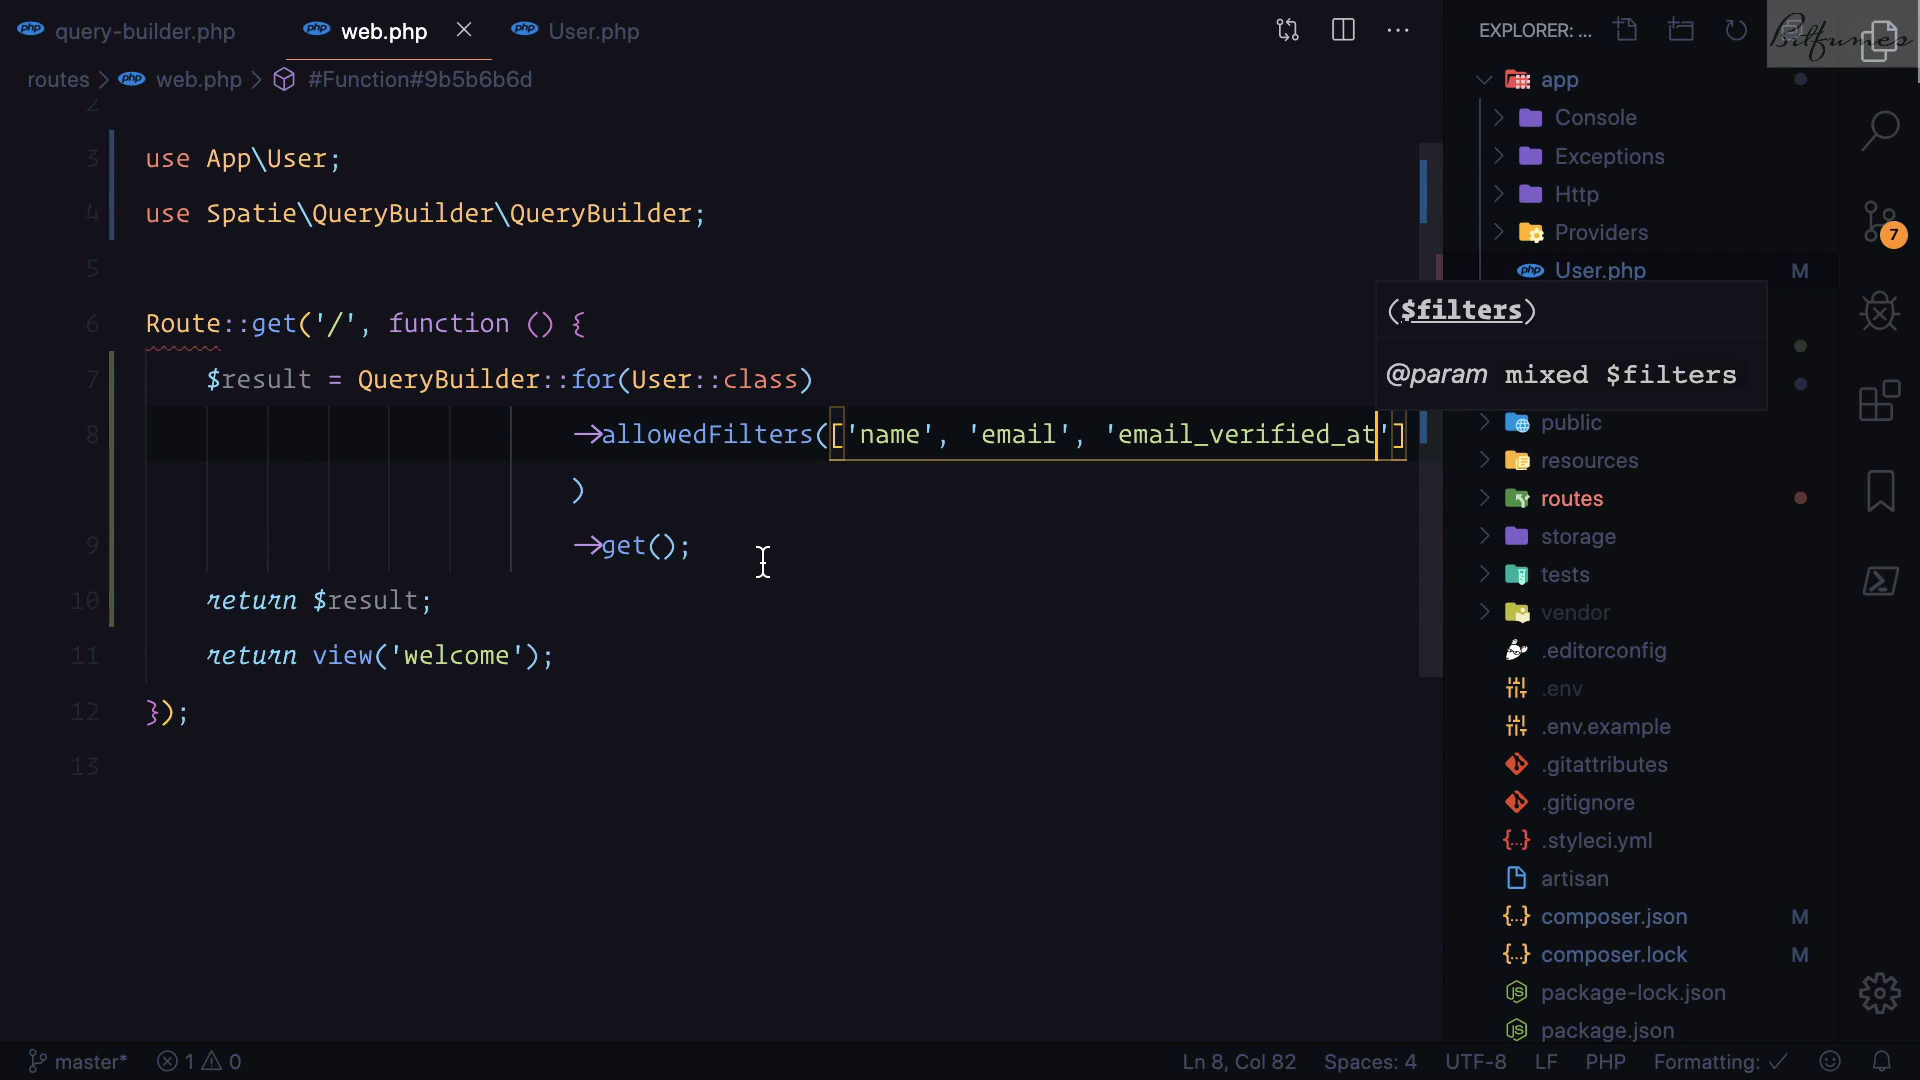 query-builder.php
web.php
User.php
routes > web.php > #Function#9b5b6b6d
2
3 use App\User;
4 use Spatie\QueryBuilder\QueryBuilder;
5
6 Route::get('/', function () {
7 $result = QueryBuilder::for(User::class)
8 ->allowedFilters(['name', 'email', 'email_verified_at']
)
9 ->get();
10 return $result;
11 return view('welcome');
12 });
13
($filters)
@param mixed $filters
EXPLORER: ...
Bitfumes
app
Console
Exceptions
Http
Providers
User.php M
public
resources
routes
storage
tests
vendor
.editorconfig
.env
.env.example
.gitattributes
.gitignore
.styleci.yml
artisan
composer.json M
composer.lock M
package-lock.json
package.json
7
master* 1 0
Ln 8, Col 82 Spaces: 4 UTF-8 LF PHP Formatting: ✓